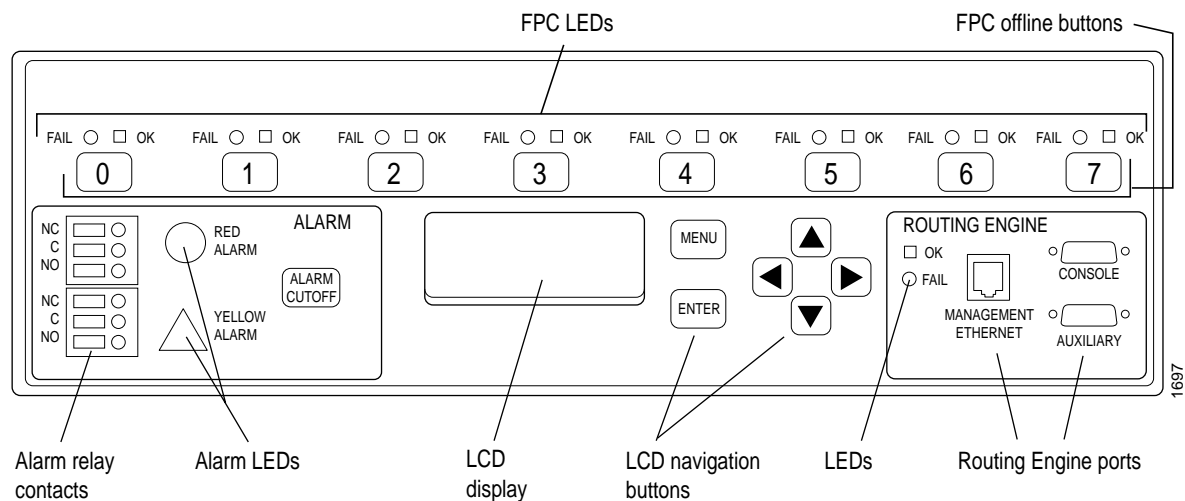 FPC LEDs FPC offline buttons
FAIL OK FAIL OK FAIL OK FAIL OK FAIL OK FAIL OK FAIL OK FAIL OK
0 1 2 3 4 5 6 7
NC
C
NO
NC
C
NO
RED
ALARM
YELLOW
ALARM
ALARM
ALARM
CUTOFF
MENU
ENTER
ROUTING ENGINE
OK
FAIL
MANAGEMENT
ETHERNET
CONSOLE
AUXILIARY
1697
Alarm relay
contacts
Alarm LEDs
LCD
display
LCD navigation
buttons
LEDs
Routing Engine ports